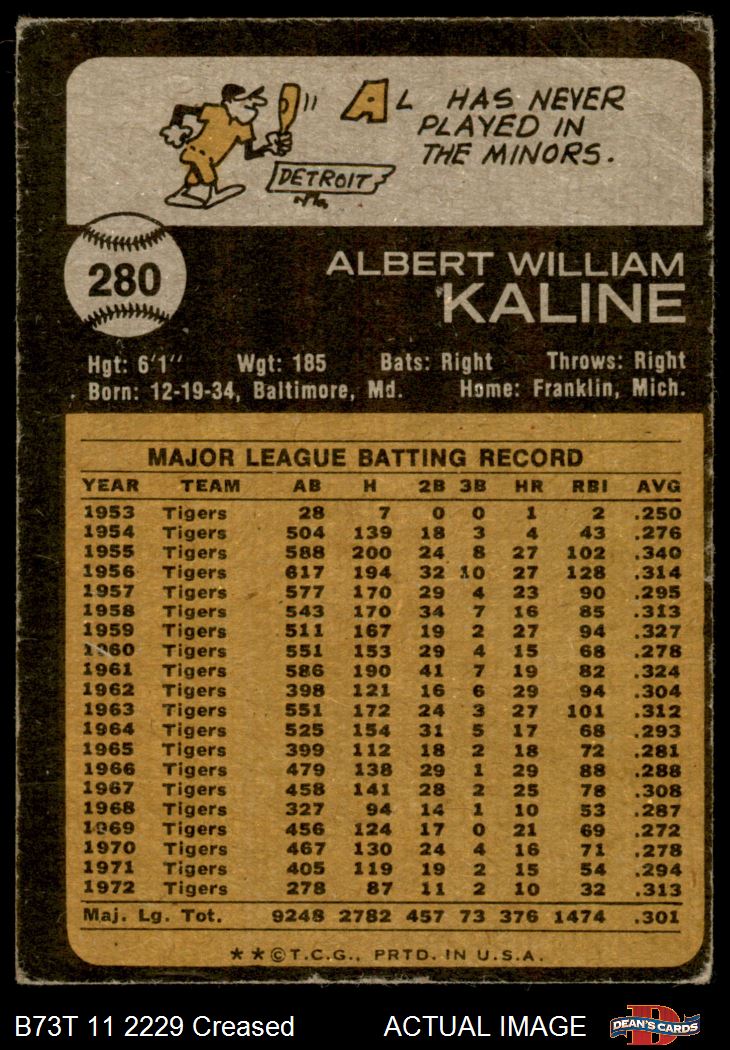 AL HAS NEVER
PLAYED IN
THE MINORS.
DETROIT
280
ALBERT WILLIAM
KALINE
Hgt: 6'1" Wgt: 185 Bats: Right Throws: Right
Born: 12-19-34, Baltimore, Md. Home: Franklin, Mich.
MAJOR LEAGUE BATTING RECORD
YEAR TEAM AB H 2B 3B HR RBI AVG
1953 Tigers 28 7 0 0 1 2 .250
1954 Tigers 504 139 18 3 4 43 .276
1955 Tigers 588 200 24 8 27 102 .340
1956 Tigers 617 194 32 10 27 128 .314
1957 Tigers 577 170 29 4 23 90 .295
1958 Tigers 543 170 34 7 16 85 .313
1959 Tigers 511 167 19 2 27 94 .327
1960 Tigers 551 153 29 4 15 68 .278
1961 Tigers 586 190 41 7 19 82 .324
1962 Tigers 398 121 16 6 29 94 .304
1963 Tigers 551 172 24 3 27 101 .312
1964 Tigers 525 154 31 5 17 68 .293
1965 Tigers 399 112 18 2 18 72 .281
1966 Tigers 479 138 29 1 29 88 .288
1967 Tigers 458 141 28 2 25 78 .308
1968 Tigers 327 94 14 1 10 53 .287
1969 Tigers 456 124 17 0 21 69 .272
1970 Tigers 467 130 24 4 16 71 .278
1971 Tigers 405 119 19 2 15 54 .294
1972 Tigers 278 87 11 2 10 32 .313
Maj. Lg. Tot. 9248 2782 457 73 376 1474 .301
**©T.C.G., PRTD. IN U.S.A.
B73T 11 2229 Creased ACTUAL IMAGE DEAN'S CARDS